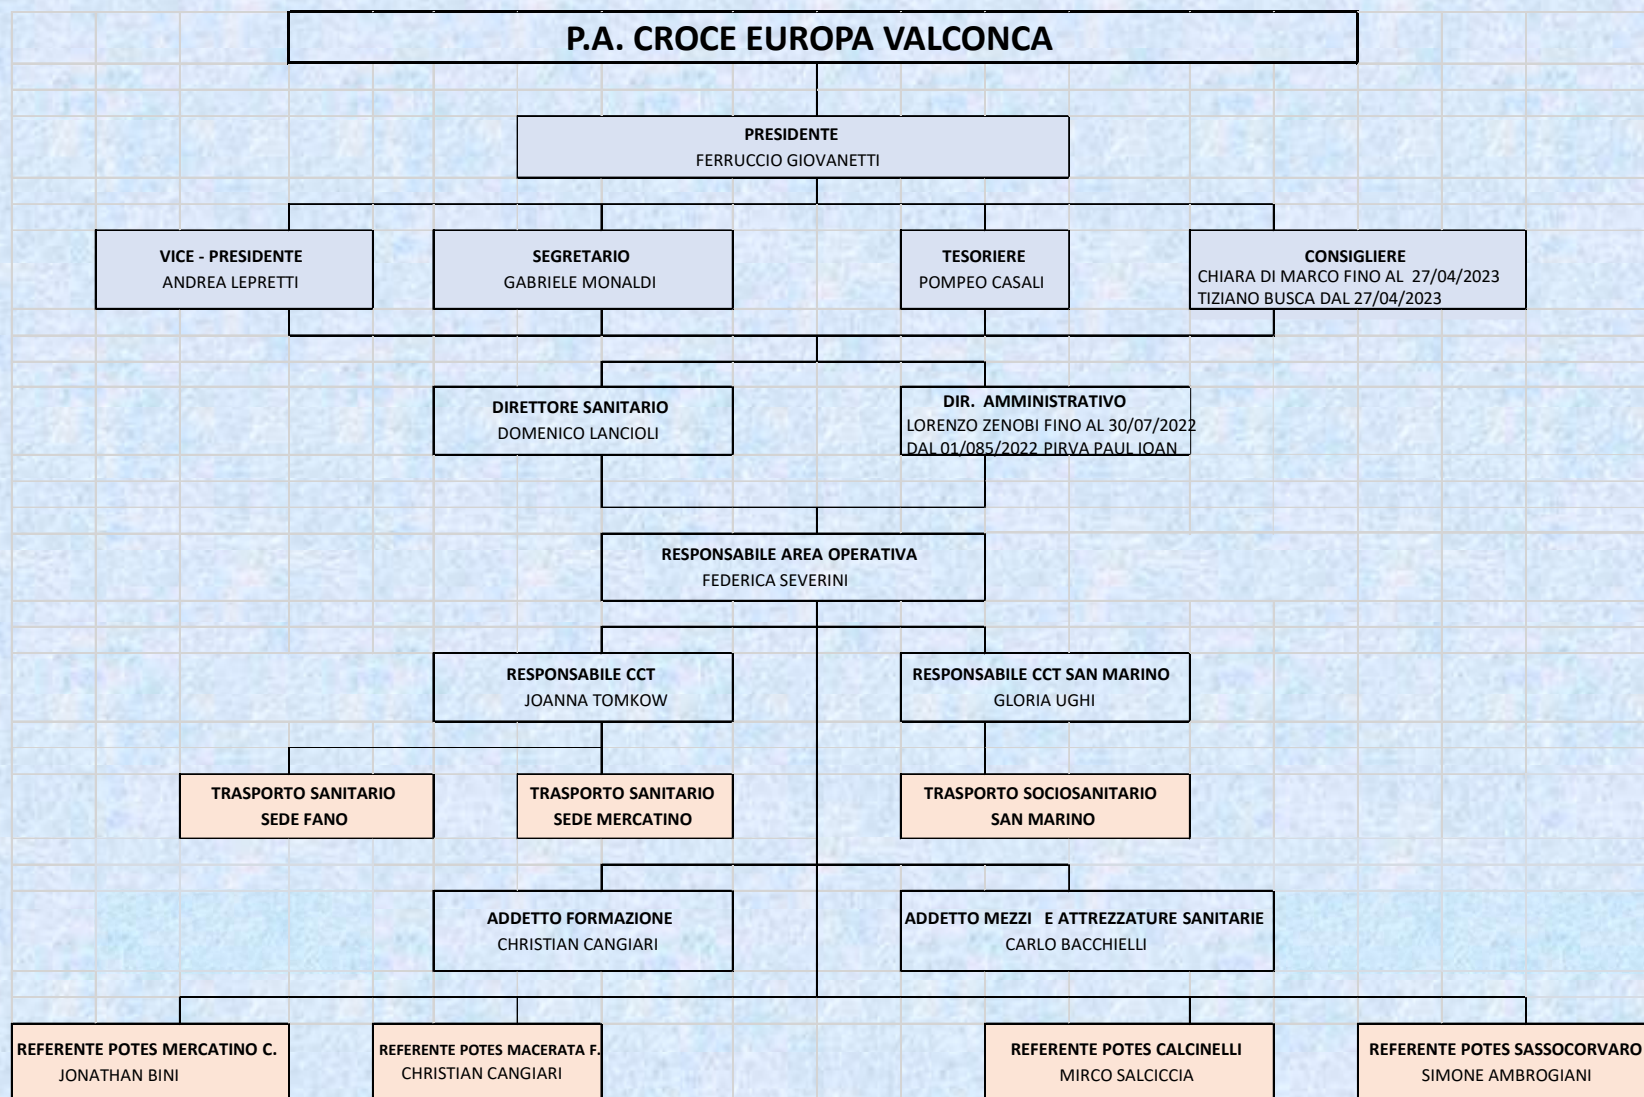 P.A. CROCE EUROPA VALCONCA
PRESIDENTE
FERRUCCIO GIOVANETTI
VICE - PRESIDENTE
ANDREA LEPRETTI
SEGRETARIO
GABRIELE MONALDI
TESORIERE
POMPEO CASALI
CONSIGLIERE
CHIARA DI MARCO FINO AL 27/04/2023
TIZIANO BUSCA DAL 27/04/2023
DIRETTORE SANITARIO
DOMENICO LANCIOLI
DIR. AMMINISTRATIVO
LORENZO ZENOBI FINO AL 30/07/2022
DAL 01/085/2022 PIRVA PAUL IOAN
RESPONSABILE AREA OPERATIVA
FEDERICA SEVERINI
RESPONSABILE CCT
JOANNA TOMKOW
RESPONSABILE CCT SAN MARINO
GLORIA UGHI
TRASPORTO SANITARIO
SEDE FANO
TRASPORTO SANITARIO
SEDE MERCATINO
TRASPORTO SOCIOSANITARIO
SAN MARINO
ADDETTO FORMAZIONE
CHRISTIAN CANGIARI
ADDETTO MEZZI E ATTREZZATURE SANITARIE
CARLO BACCHIELLI
REFERENTE POTES MERCATINO C.
JONATHAN BINI
REFERENTE POTES MACERATA F.
CHRISTIAN CANGIARI
REFERENTE POTES CALCINELLI
MIRCO SALCICCIA
REFERENTE POTES SASSOCORVARO
SIMONE AMBROGIANI